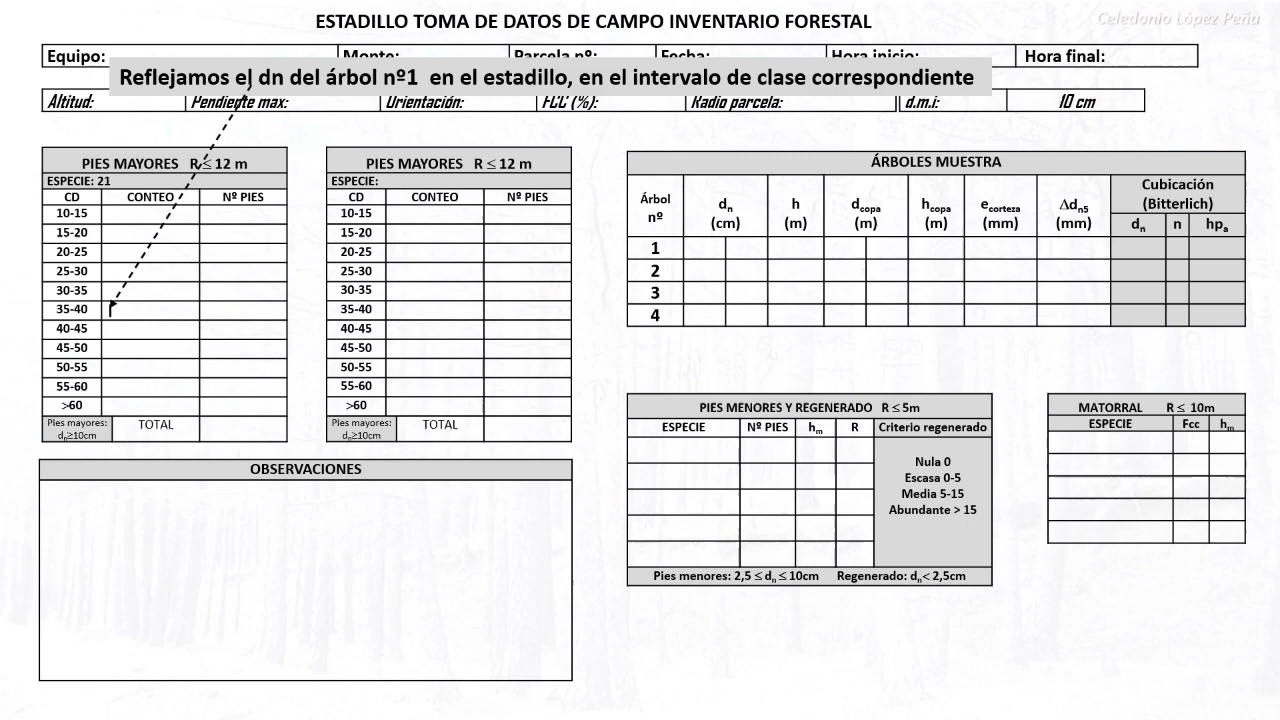 ESTADILLO TOMA DE DATOS DE CAMPO INVENTARIO FORESTAL
Celedonio López Peña
Equipo: Monte: Parcela nº: Fecha: Hora inicio: Hora final:
Reflejamos el dn del árbol nº1 en el estadillo, en el intervalo de clase correspondiente
Altitud: Pendiente max: Orientación: FCC (%): Radio parcela: d.m.i: 10 cm
PIES MAYORES R ≤ 12 m
ESPECIE: 21
CD CONTEO Nº PIES
10-15
15-20
20-25
25-30
30-35
35-40
40-45
45-50
50-55
55-60
>60
Pies mayores: dn≥10cm TOTAL
PIES MAYORES R ≤ 12 m
ESPECIE:
CD CONTEO Nº PIES
10-15
15-20
20-25
25-30
30-35
35-40
40-45
45-50
50-55
55-60
>60
Pies mayores: dn≥10cm TOTAL
OBSERVACIONES
ÁRBOLES MUESTRA
Árbol nº dn (cm) h (m) dcopa (m) hcopa (m) ecorteza (mm) Δdn5 (mm) Cubicación (Bitterlich)
dn n hpa
1
2
3
4
PIES MENORES Y REGENERADO R ≤ 5m
ESPECIE Nº PIES hm R Criterio regenerado
Nula 0
Escasa 0-5
Media 5-15
Abundante > 15
Pies menores: 2,5 ≤ dn ≤ 10cm Regenerado: dn< 2,5cm
MATORRAL R ≤ 10m
ESPECIE Fcc hm